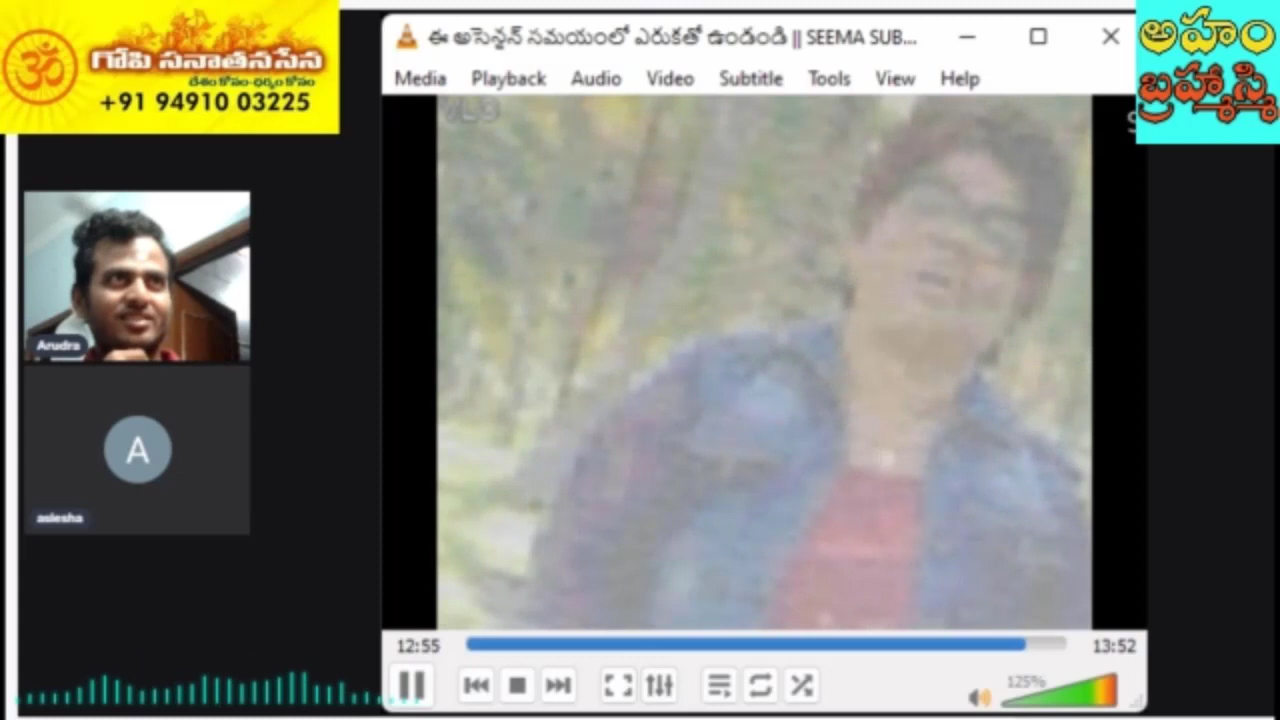 గోపి సనాతనసేన
దేశం కోసం-ధర్మం కోసం
+91 94910 03225
ఈ అసెన్షన్ సమయంలో ఎరుకతో ఉండండి || SEEMA SUB...
అహం
బ్రహ్మాస్మి
Media Playback Audio Video Subtitle Tools View Help
Arudra
A
aslesha
12:55
13:52
125%